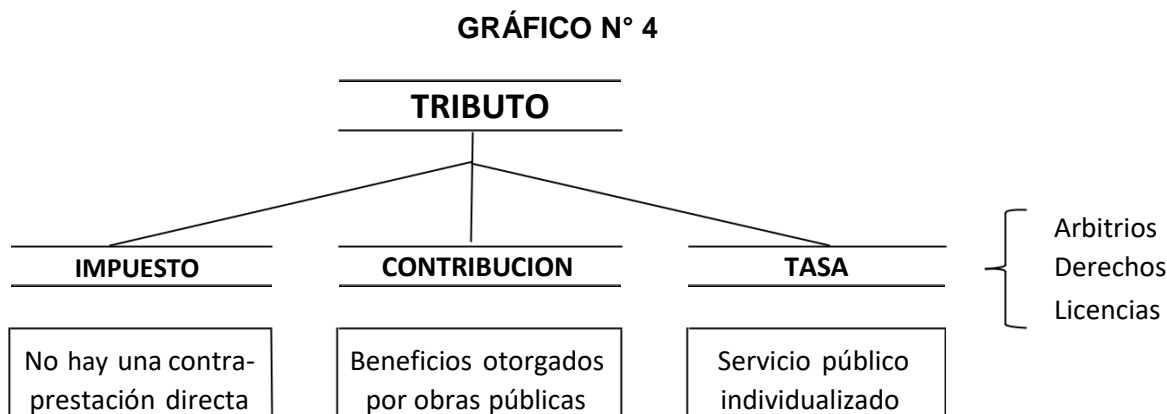 GRÁFICO N° 4
TRIBUTO
IMPUESTO
CONTRIBUCION
TASA
Arbitrios
Derechos
Licencias
No hay una contra-
prestación directa
Beneficios otorgados
por obras públicas
Servicio público
individualizado